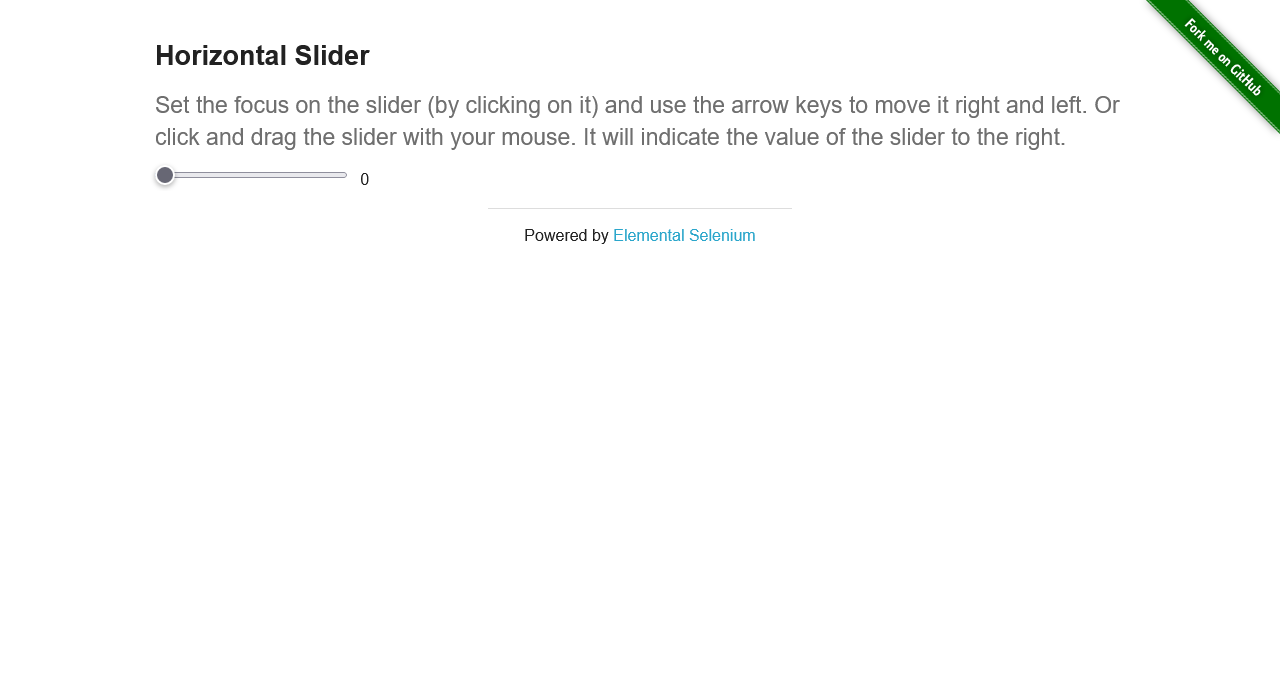 Fork me on GitHub
Horizontal Slider
Set the focus on the slider (by clicking on it) and use the arrow keys to move it right and left. Or
click and drag the slider with your mouse. It will indicate the value of the slider to the right.
0
Powered by Elemental Selenium